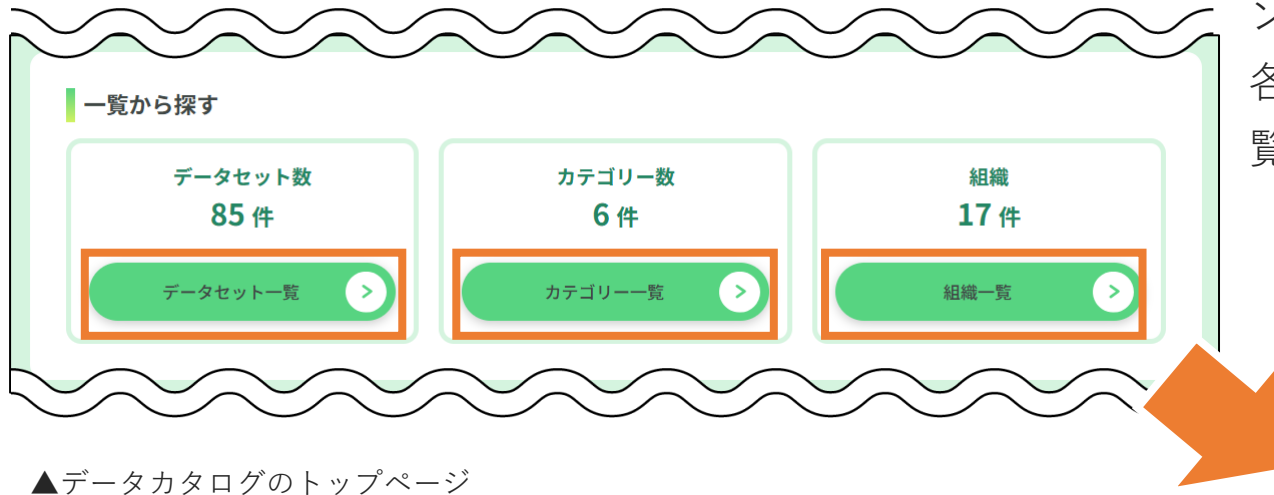 一覧から探す
データセット数
85 件
データセット一覧
カテゴリー数
6 件
カテゴリー一覧
組織
17 件
組織一覧
▲データカタログのトップページ